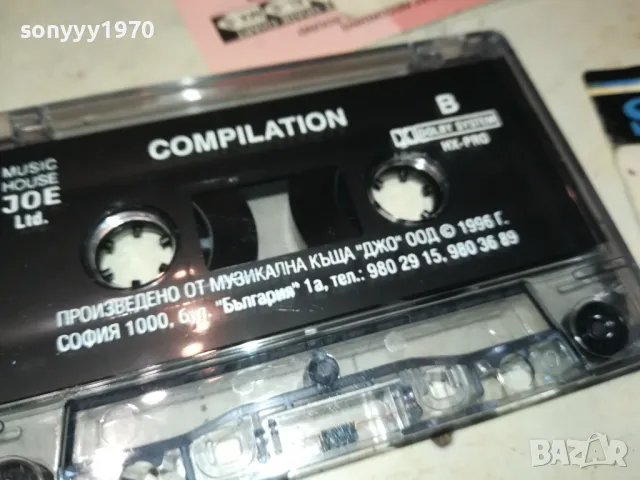 sonyyy1970
COMPILATION
B
DOLBY SYSTEM
HX-PRO
MUSIC
HOUSE
JOE
Ltd.
ПРОИЗВЕДЕНО ОТ МУЗИКАЛНА КЪЩА "ДЖО" ООД © 1996 Г.
СОФИЯ 1000, бул. "България" 1а, тел.: 980 29 15, 980 36 89
BAZAR